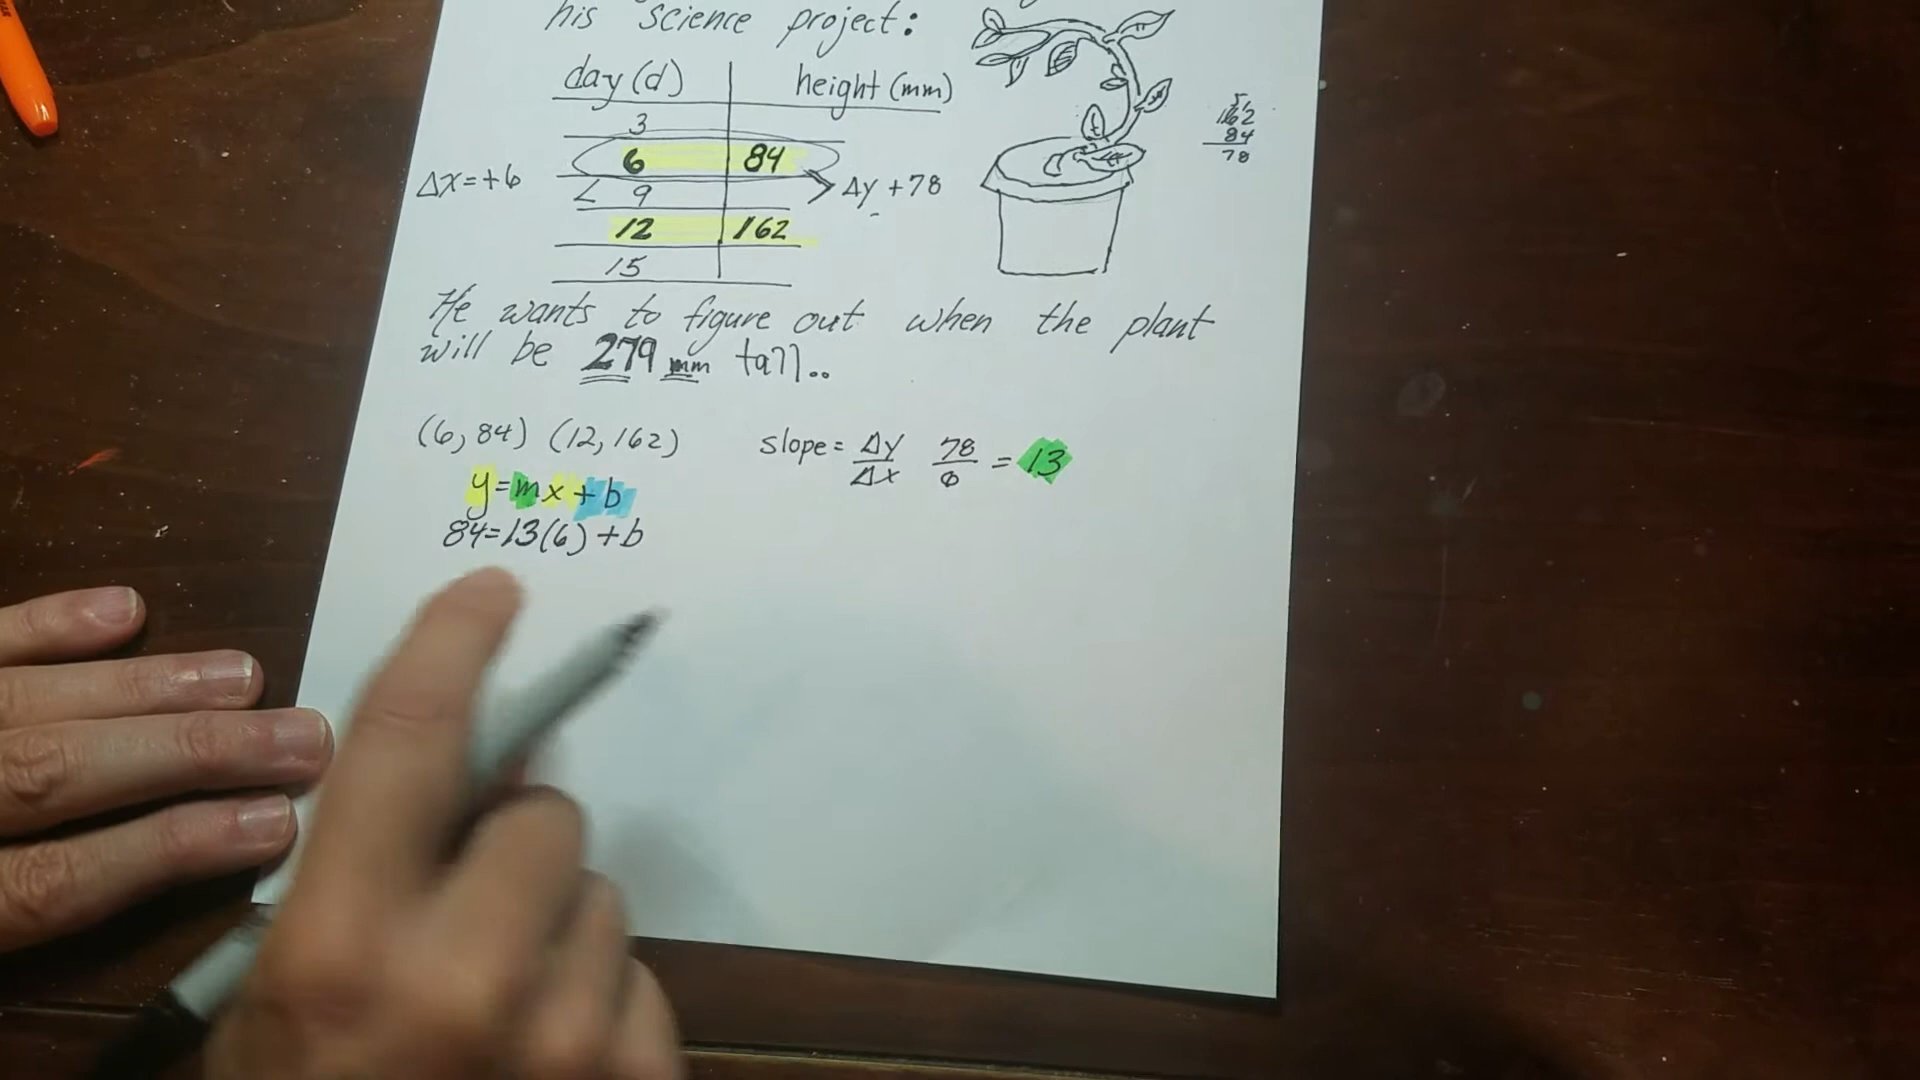 his science project:
day (d) height (mm)
3
6 84
9
12 162
15
Δx=+6
Δy +78
162
84
78
He wants to figure out when the plant
will be 279 mm tall..
(6, 84) (12, 162)
slope = Δy/Δx 78/6 = 13
y=mx+b
84=13(6)+b